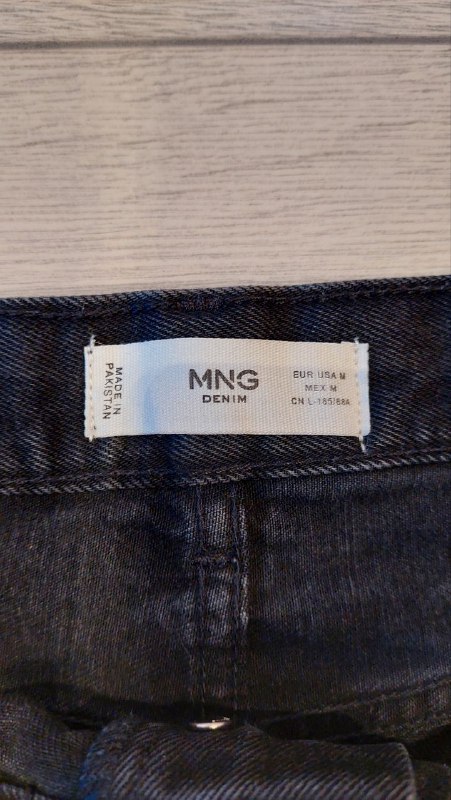 MADE IN
PAKISTAN
MNG
DENIM
EUR USA M
MEX M
CN L-165/88A